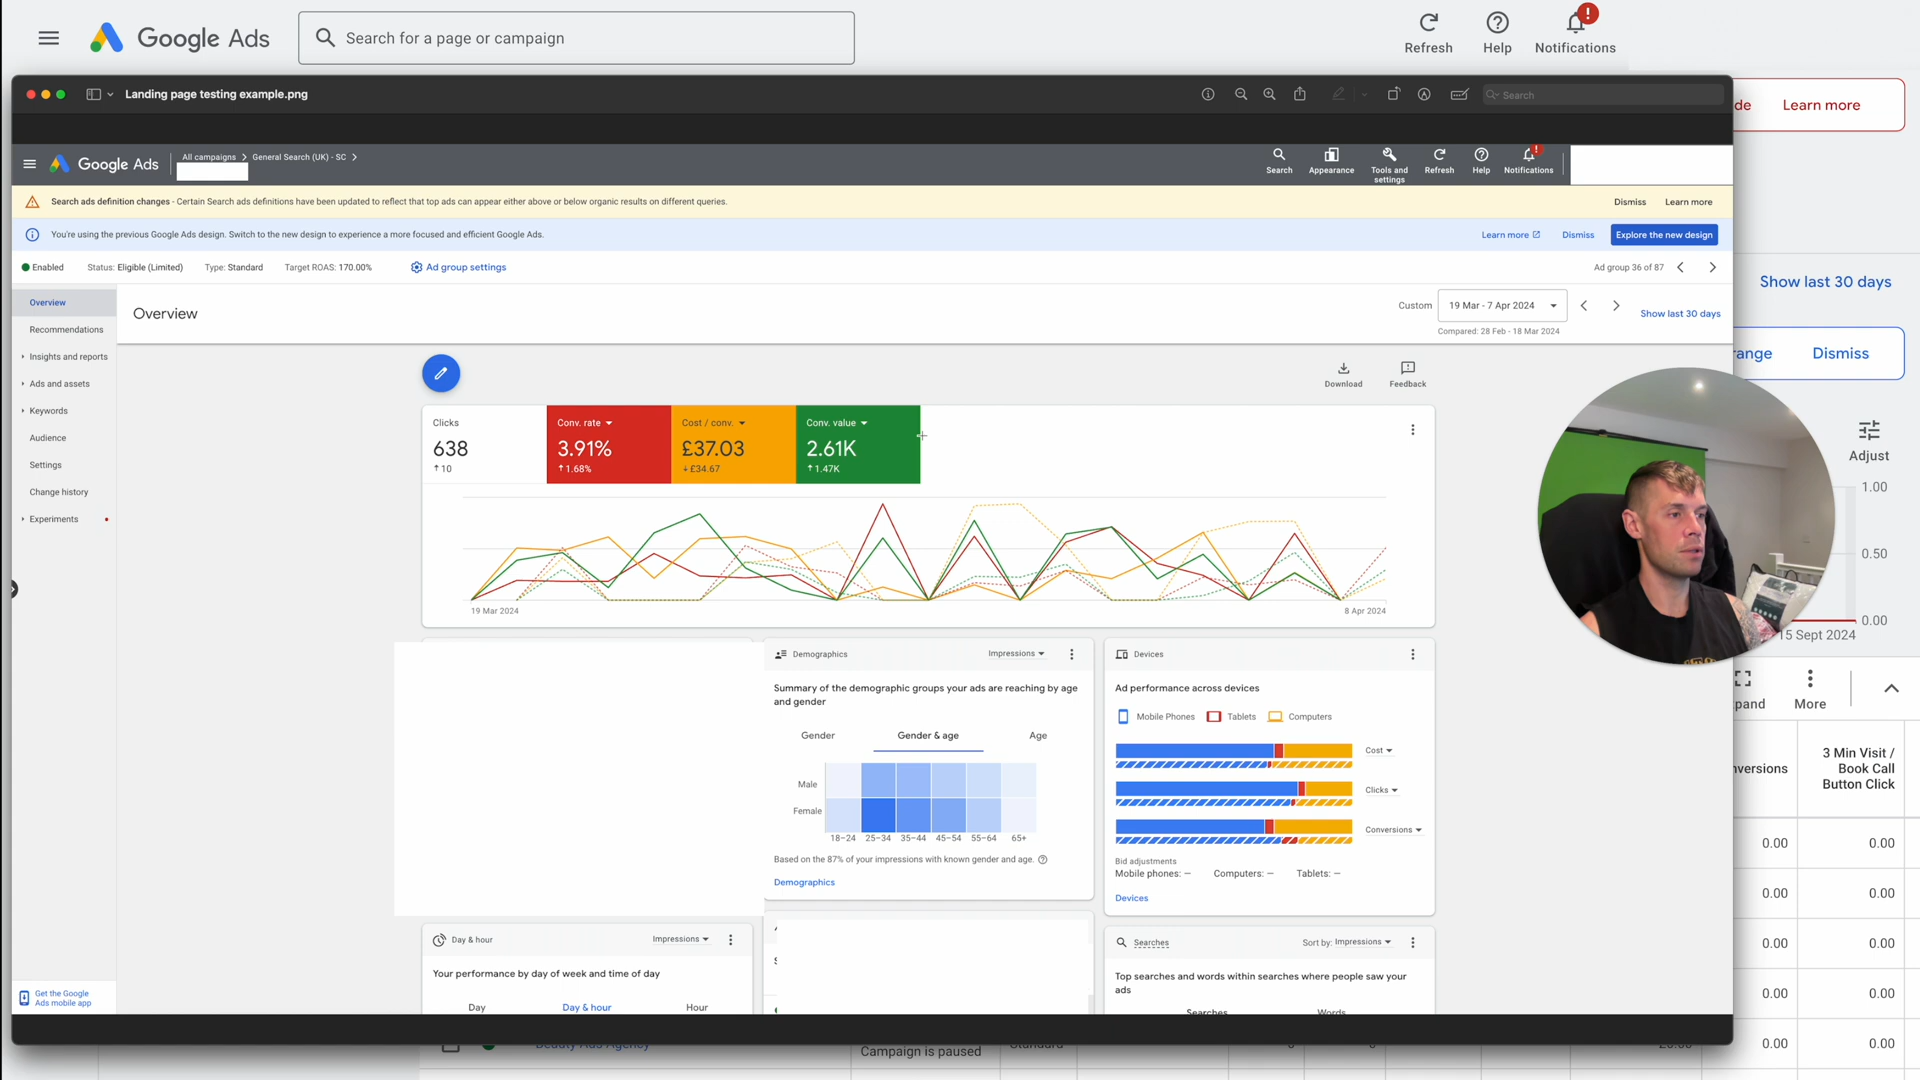 Google Ads
Search for a page or campaign
Refresh
Help
Notifications
Landing page testing example.png
Search
de
Learn more
Google Ads
All campaigns
General Search (UK) - SC
Search
Appearance
Tools and settings
Refresh
Help
Notifications
Search ads definition changes - Certain Search ads definitions have been updated to reflect that top ads can appear either above or below organic results on different queries.
Dismiss
Learn more
You're using the previous Google Ads design. Switch to the new design to experience a more focused and efficient Google Ads.
Learn more
Dismiss
Explore the new design
Enabled
Status: Eligible (Limited)
Type: Standard
Target ROAS: 170.00%
Ad group settings
Ad group 36 of 87
Show last 30 days
Overview
Recommendations
Insights and reports
Ads and assets
Keywords
Audience
Settings
Change history
Experiments
Get the Google
Ads mobile app
Overview
Custom
19 Mar - 7 Apr 2024
Show last 30 days
Compared: 28 Feb - 18 Mar 2024
ange
Dismiss
Download
Feedback
Clicks
638
↑10
Conv. rate
3.91%
↑1.68%
Cost / conv.
£37.03
↓£34.67
Conv. value
2.61K
↑1.47K
19 Mar 2024
8 Apr 2024
Adjust
1.00
0.50
0.00
15 Sept 2024
pand
More
Demographics
Impressions
Summary of the demographic groups your ads are reaching by age
and gender
Gender
Gender & age
Age
Male
Female
18–24
25–34
35–44
45–54
55–64
65+
Based on the 87% of your impressions with known gender and age.
Demographics
Devices
Ad performance across devices
Mobile Phones
Tablets
Computers
Cost
Clicks
Conversions
Bid adjustments
Mobile phones: —
Computers: —
Tablets: —
Devices
Day & hour
Impressions
Your performance by day of week and time of day
Day
Day & hour
Hour
Searches
Sort by: Impressions
Top searches and words within searches where people saw your
ads
Searches
Words
nversions
3 Min Visit /
Book Call
Button Click
0.00
0.00
0.00
0.00
0.00
0.00
0.00
0.00
0.00
0.00
Beauty Ads Agency
Campaign is paused
Standard